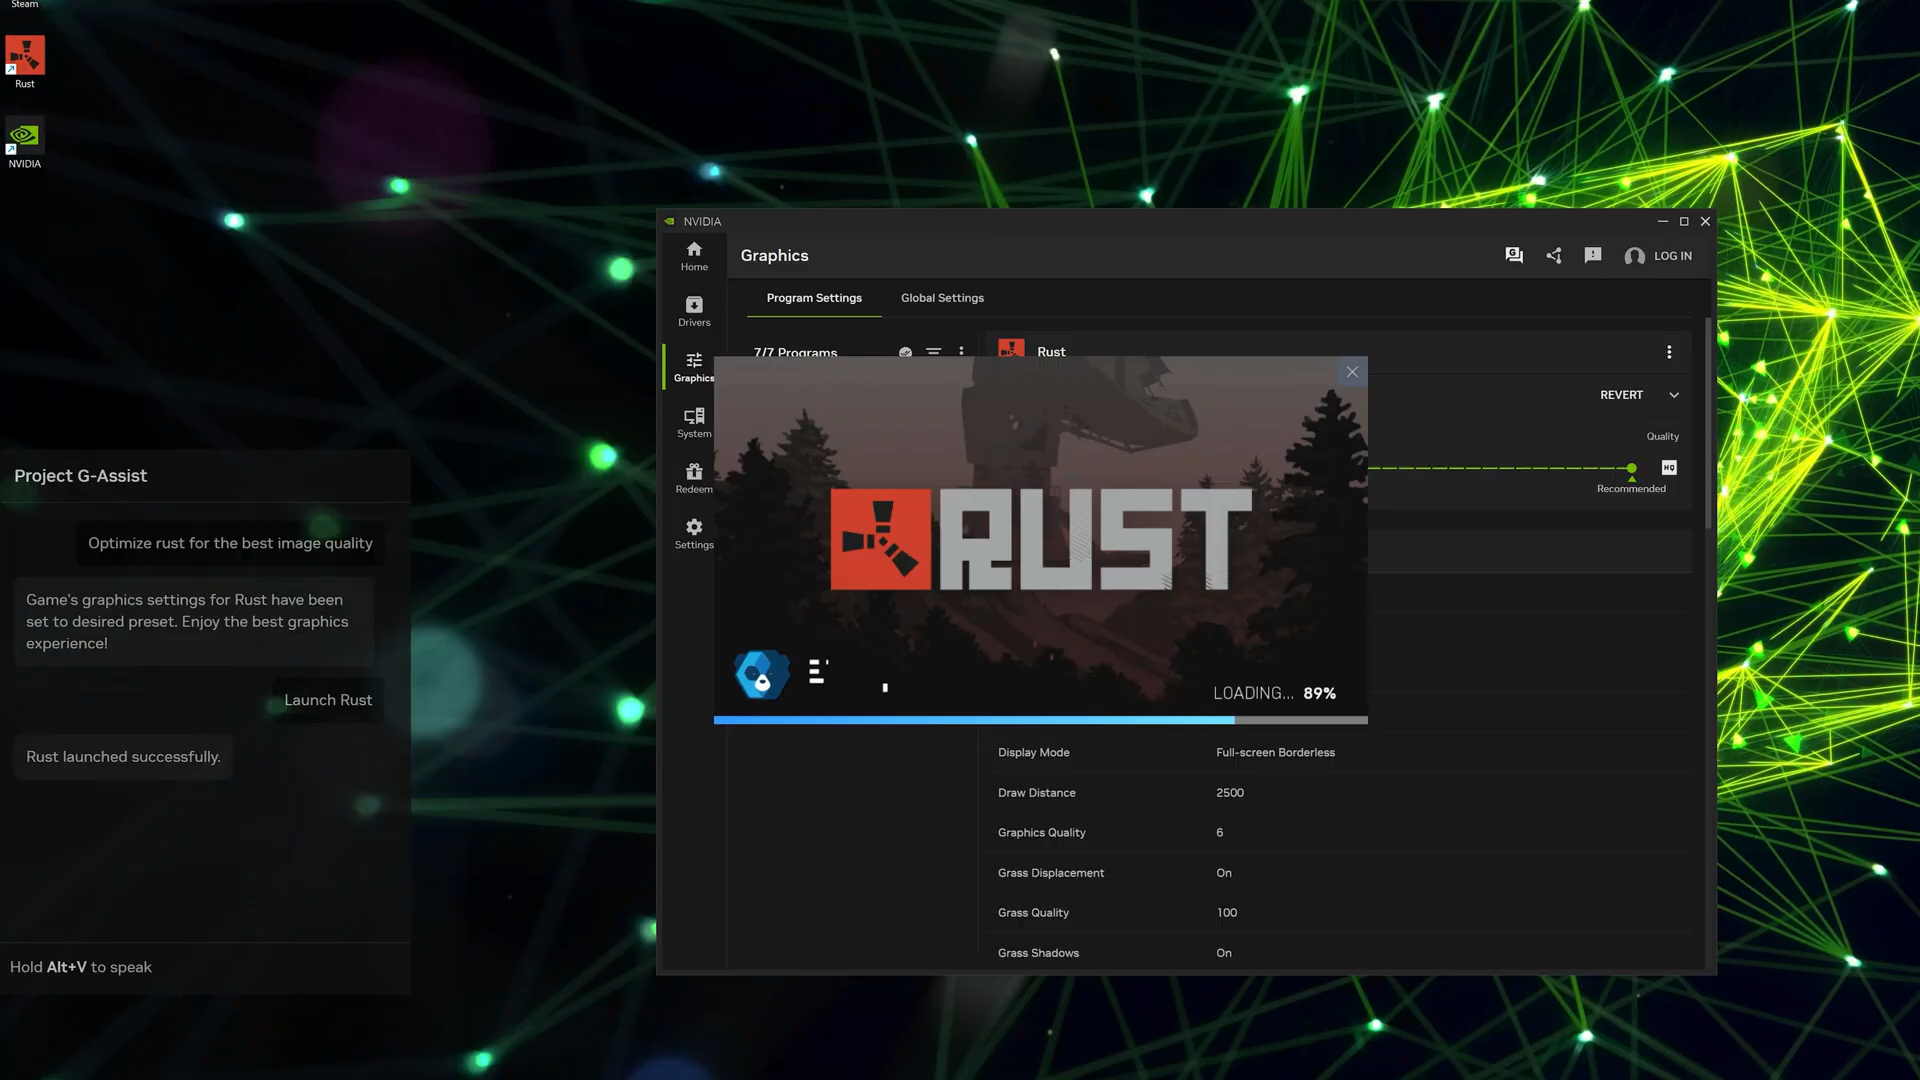 Steam
Rust
NVIDIA
Project G-Assist
Optimize rust for the best image quality
Game's graphics settings for Rust have been
set to desired preset. Enjoy the best graphics
experience!
Launch Rust
Rust launched successfully.
Hold Alt+V to speak
NVIDIA
Home
Drivers
Graphics
System
Redeem
Settings
Graphics
LOG IN
Program Settings
Global Settings
7/7 Programs
Rust
REVERT
Quality
HQ
Recommended
RUST
LOADING... 89%
Display Mode Full-screen Borderless
Draw Distance 2500
Graphics Quality 6
Grass Displacement On
Grass Quality 100
Grass Shadows On